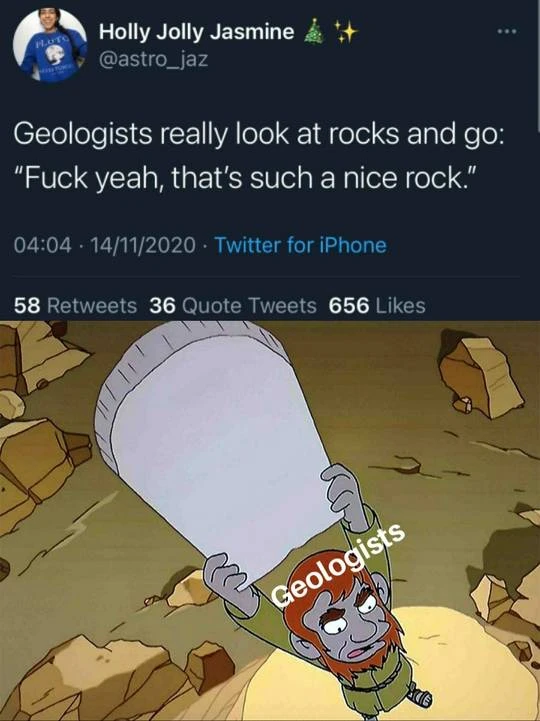 Holly Jolly Jasmine 🎄 ✨
@astro_jaz
Geologists really look at rocks and go:
“Fuck yeah, that’s such a nice rock.”
04:04 · 14/11/2020 · Twitter for iPhone
58 Retweets 36 Quote Tweets 656 Likes
Geologists
PLUTO